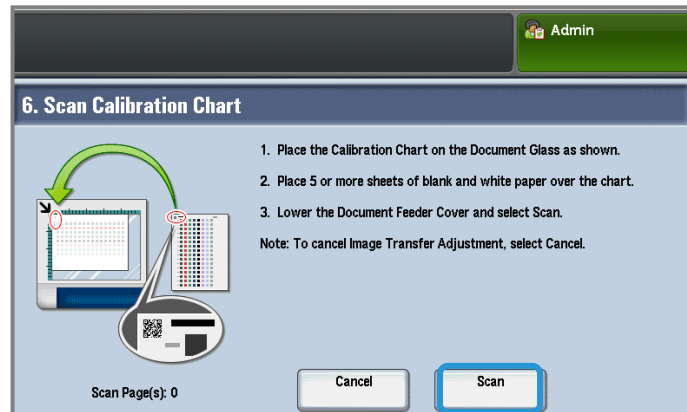 Admin
6. Scan Calibration Chart
1. Place the Calibration Chart on the Document Glass as shown.
2. Place 5 or more sheets of blank and white paper over the chart.
3. Lower the Document Feeder Cover and select Scan.
Note: To cancel Image Transfer Adjustment, select Cancel.
Scan Page(s): 0
Cancel
Scan